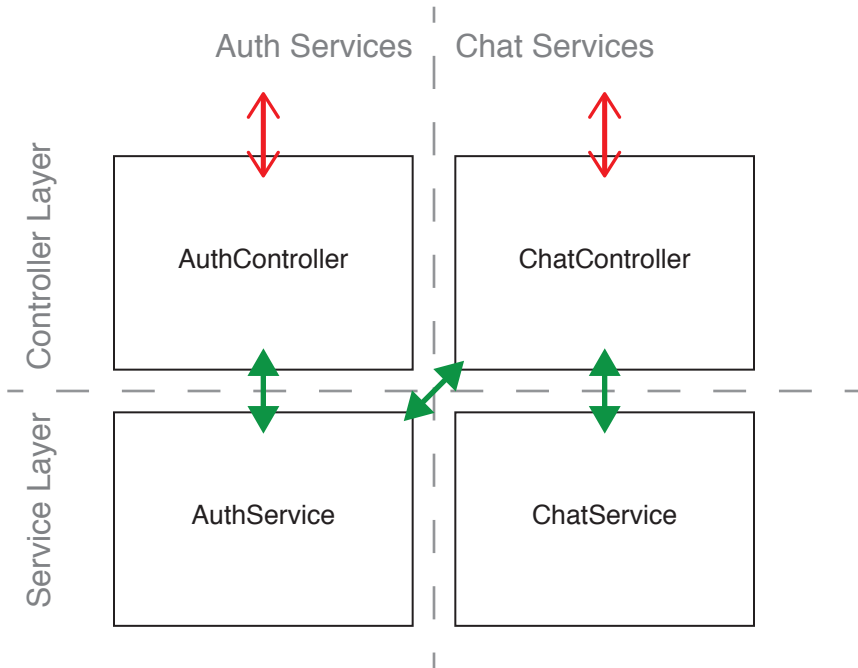 Auth Services
Chat Services
Controller Layer
AuthController
ChatController
Service Layer
AuthService
ChatService